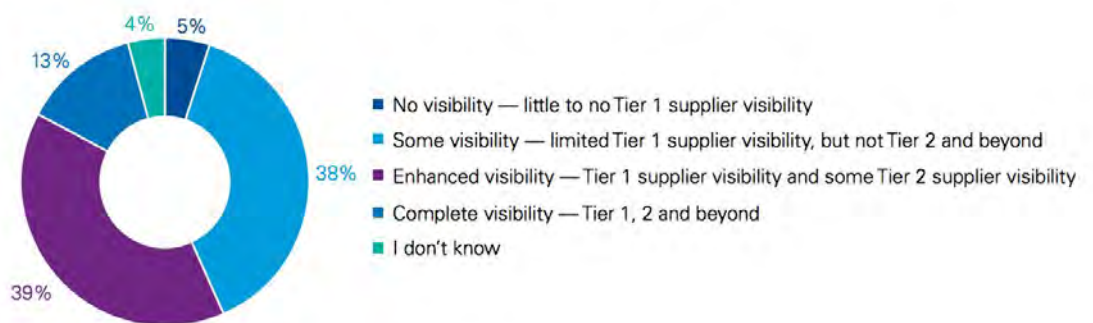 4%
5%
13%
38%
39%
No visibility — little to no Tier 1 supplier visibility
Some visibility — limited Tier 1 supplier visibility, but not Tier 2 and beyond
Enhanced visibility — Tier 1 supplier visibility and some Tier 2 supplier visibility
Complete visibility — Tier 1, 2 and beyond
I don't know